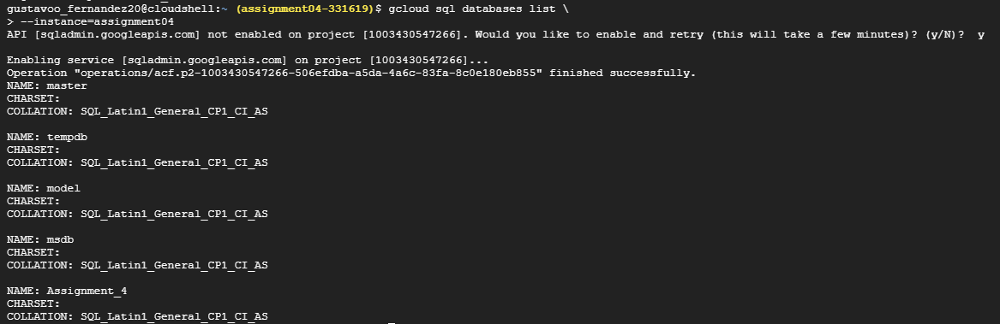 gustavoo_fernandez20@cloudshell:~ (assignment04-331619)$ gcloud sql databases list \
> --instance=assignment04
API [sqladmin.googleapis.com] not enabled on project [1003430547266]. Would you like to enable and retry (this will take a few minutes)? (y/N)?  y
Enabling service [sqladmin.googleapis.com] on project [1003430547266]...
Operation "operations/acf.p2-1003430547266-506efdba-a5da-4a6c-83fa-8c0e180eb855" finished successfully.
NAME: master
CHARSET:
COLLATION: SQL_Latin1_General_CP1_CI_AS
NAME: tempdb
CHARSET:
COLLATION: SQL_Latin1_General_CP1_CI_AS
NAME: model
CHARSET:
COLLATION: SQL_Latin1_General_CP1_CI_AS
NAME: msdb
CHARSET:
COLLATION: SQL_Latin1_General_CP1_CI_AS
NAME: Assignment_4
CHARSET:
COLLATION: SQL_Latin1_General_CP1_CI_AS